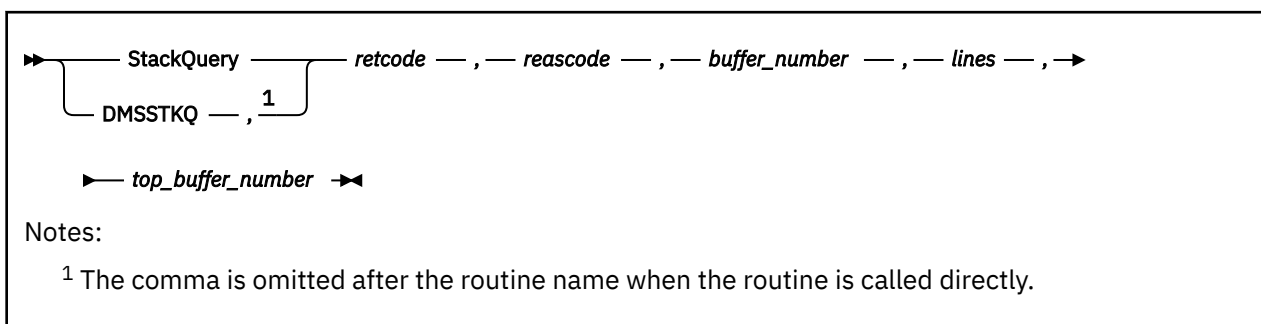 StackQuery retcode , reascode , buffer_number , lines ,
DMSSTKQ , 1
top_buffer_number
Notes:
1 The comma is omitted after the routine name when the routine is called directly.